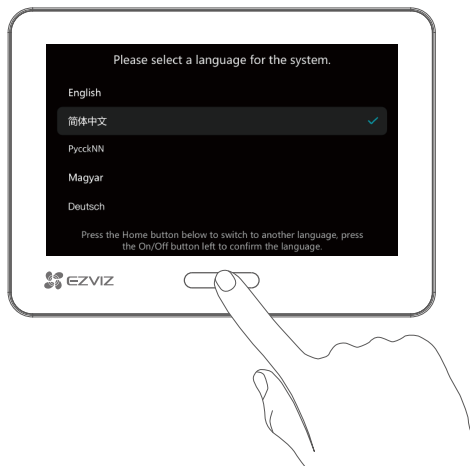 Please select a language for the system.
English
简体中文
PycckNN
Magyar
Deutsch
Press the Home button below to switch to another language, press
the On/Off button left to confirm the language.
EZVIZ